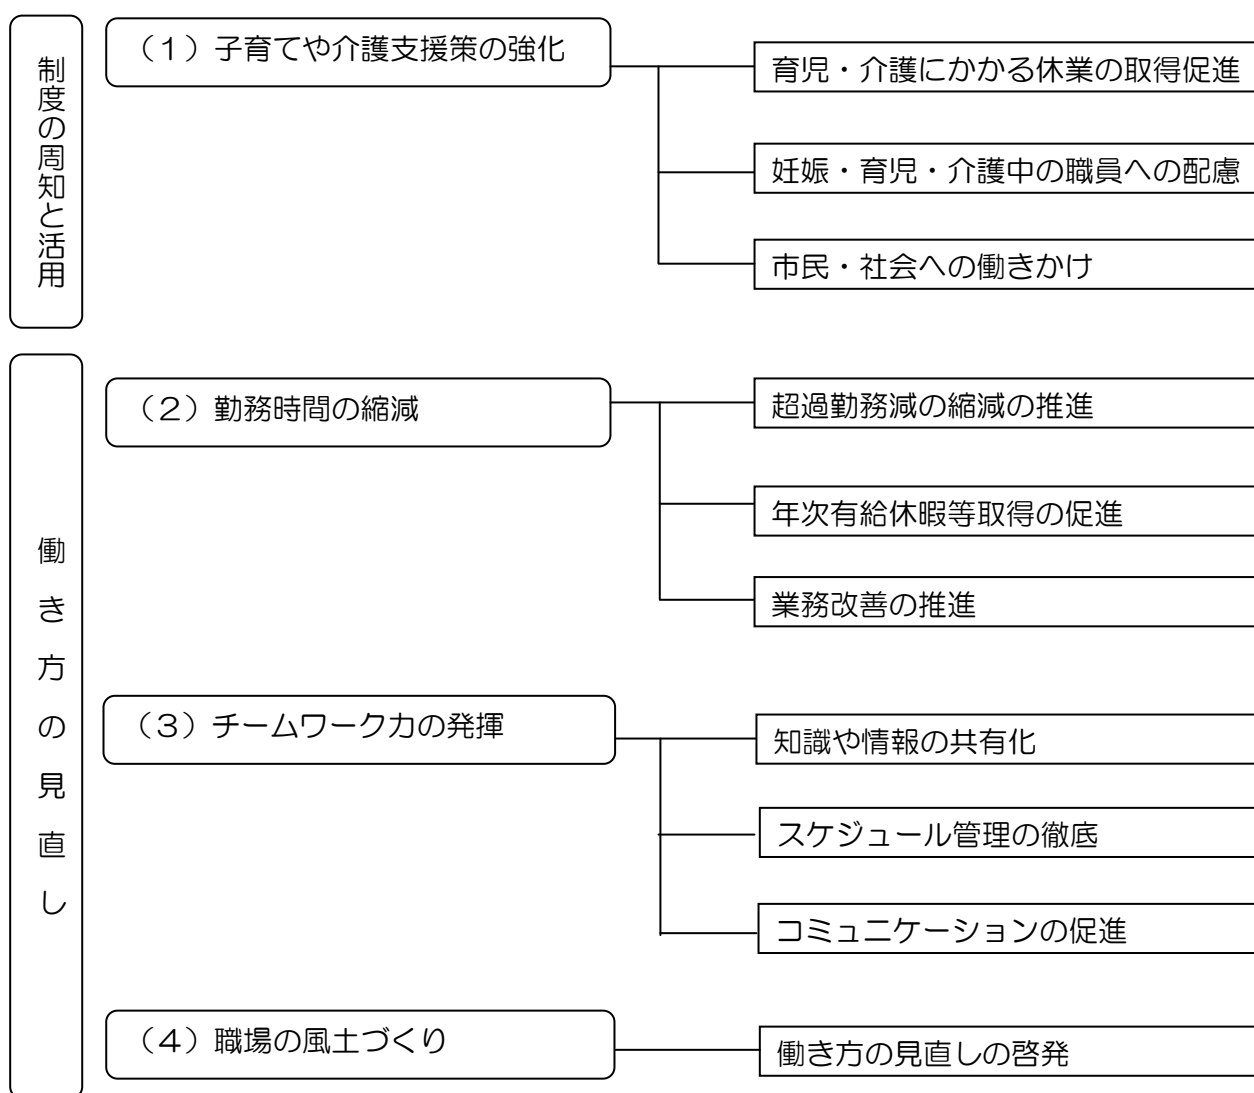 制度の周知と活用
（１）子育てや介護支援策の強化
育児・介護にかかる休業の取得促進
妊娠・育児・介護中の職員への配慮
市民・社会への働きかけ
働き方の見直し
（２）勤務時間の縮減
超過勤務減の縮減の推進
年次有給休暇等取得の促進
業務改善の推進
（３）チームワーク力の発揮
知識や情報の共有化
スケジュール管理の徹底
コミュニケーションの促進
（４）職場の風土づくり
働き方の見直しの啓発